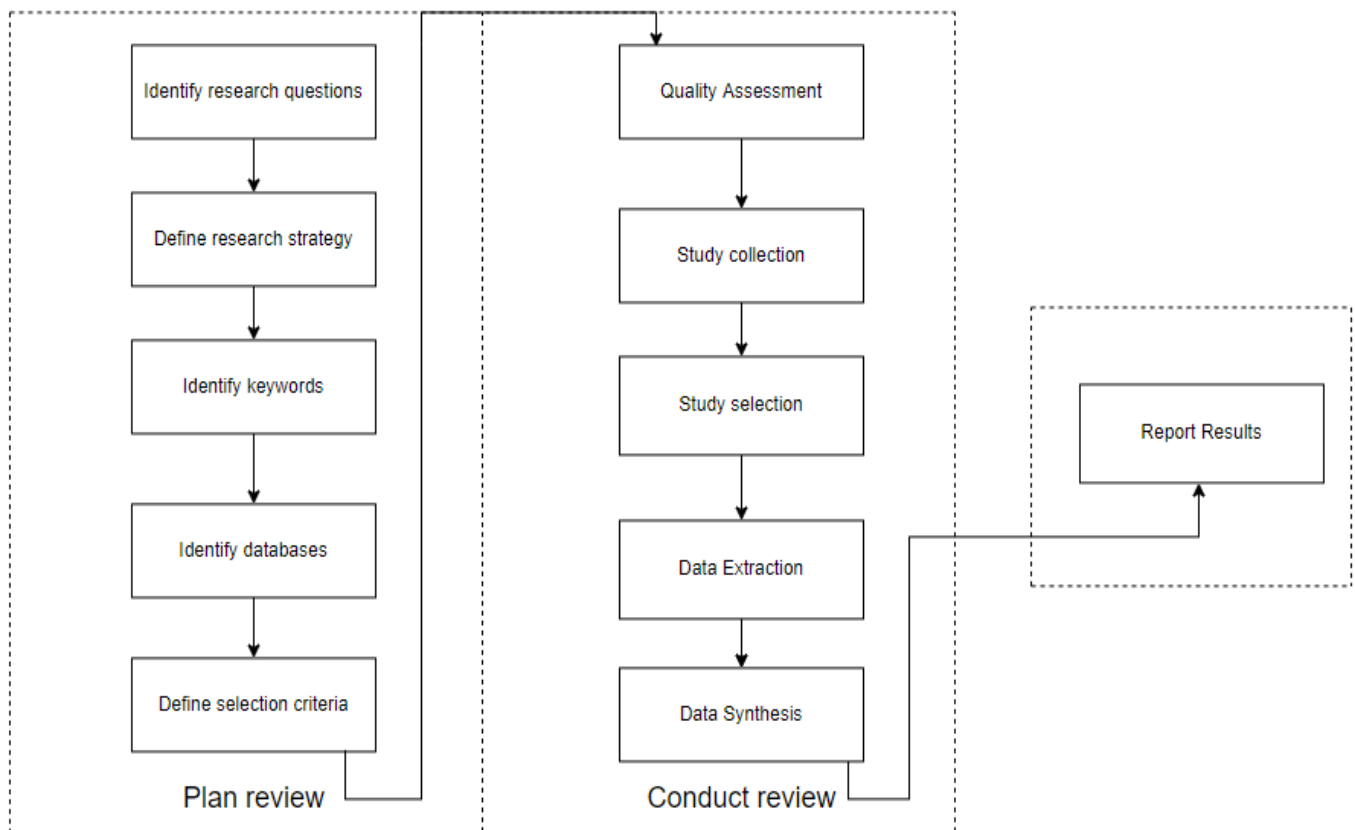 Identify research questions
Define research strategy
Identify keywords
Identify databases
Define selection criteria
Plan review
Quality Assessment
Study collection
Study selection
Data Extraction
Data Synthesis
Conduct review
Report Results